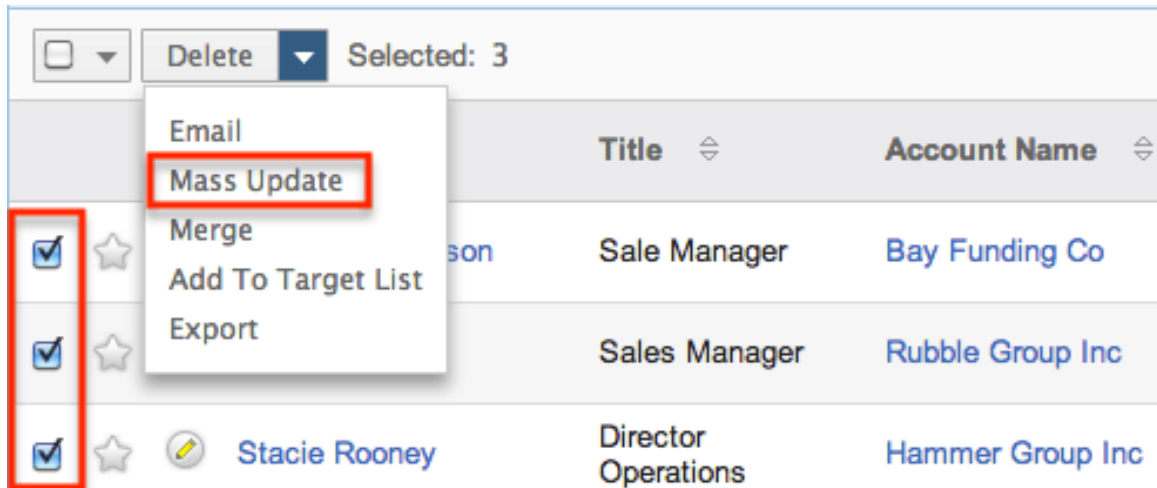 Delete Selected: 3
Email
Mass Update
Merge
Add To Target List
Export
Title Account Name
son Sale Manager Bay Funding Co
Sales Manager Rubble Group Inc
Stacie Rooney Director Operations Hammer Group Inc